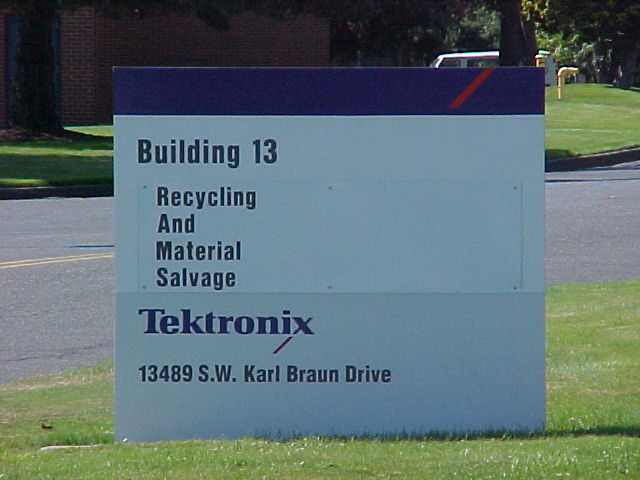 Building 13
Recycling
And
Material
Salvage
Tektronix
13489 S.W. Karl Braun Drive